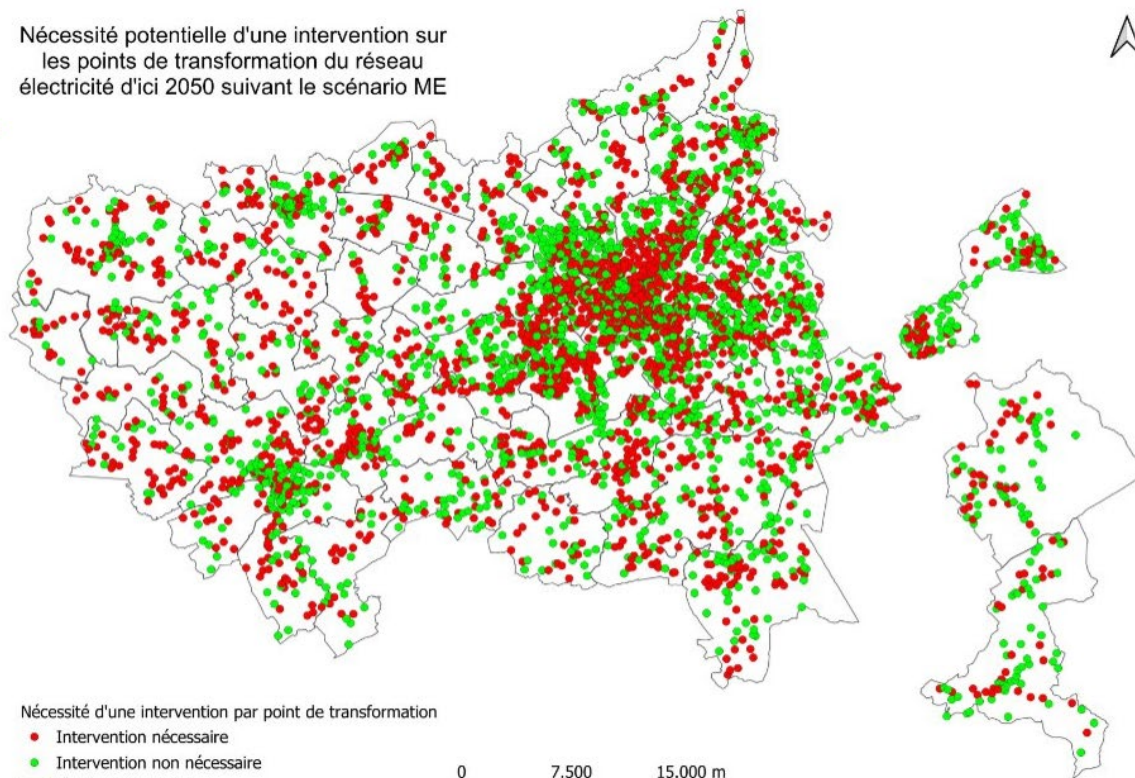 Nécessité potentielle d'une intervention sur
les points de transformation du réseau
électricité d'ici 2050 suivant le scénario ME
Nécessité d'une intervention par point de transformation
Intervention nécessaire
Intervention non nécessaire
0 7.500 15.000 m